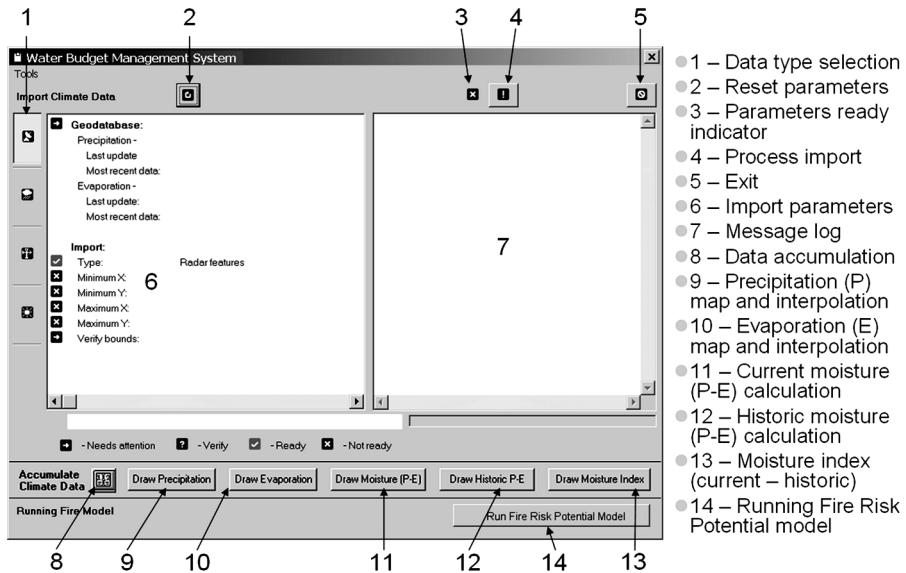 1
2
3
4
5
Water Budget Management System
Tools
Import Climate Data
Geodatabase:
Precipitation -
Last update
Most recent data:
Evaporation -
Last update:
Most recent data:
Import:
Type: Radar features
Minimum X:
Minimum Y:
Maximum X:
Maximum Y:
Verify bounds:
6
7
- Needs attention ? - Verify - Ready - Not ready
Accumulate
Climate Data
Draw Precipitation
Draw Evaporation
Draw Moisture (P-E)
Draw Historic P-E
Draw Moisture Index
Running Fire Model
Run Fire Risk Potential Model
8
9
10
11
12
14
13
1 – Data type selection
2 – Reset parameters
3 – Parameters ready
indicator
4 – Process import
5 – Exit
6 – Import parameters
7 – Message log
8 – Data accumulation
9 – Precipitation (P)
map and interpolation
10 – Evaporation (E)
map and interpolation
11 – Current moisture
(P-E) calculation
12 – Historic moisture
(P-E) calculation
13 – Moisture index
(current – historic)
14 – Running Fire Risk
Potential model